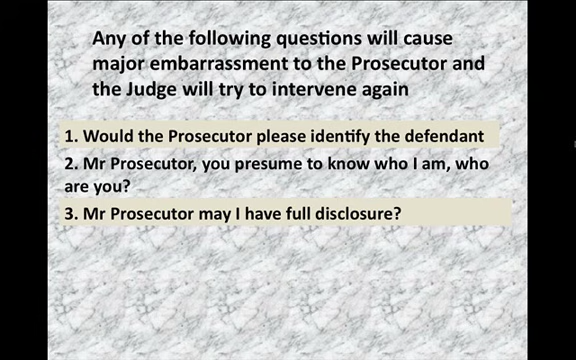 Any of the following questions will cause
major embarrassment to the Prosecutor and
the Judge will try to intervene again
1. Would the Prosecutor please identify the defendant
2. Mr Prosecutor, you presume to know who I am, who
are you?
3. Mr Prosecutor may I have full disclosure?